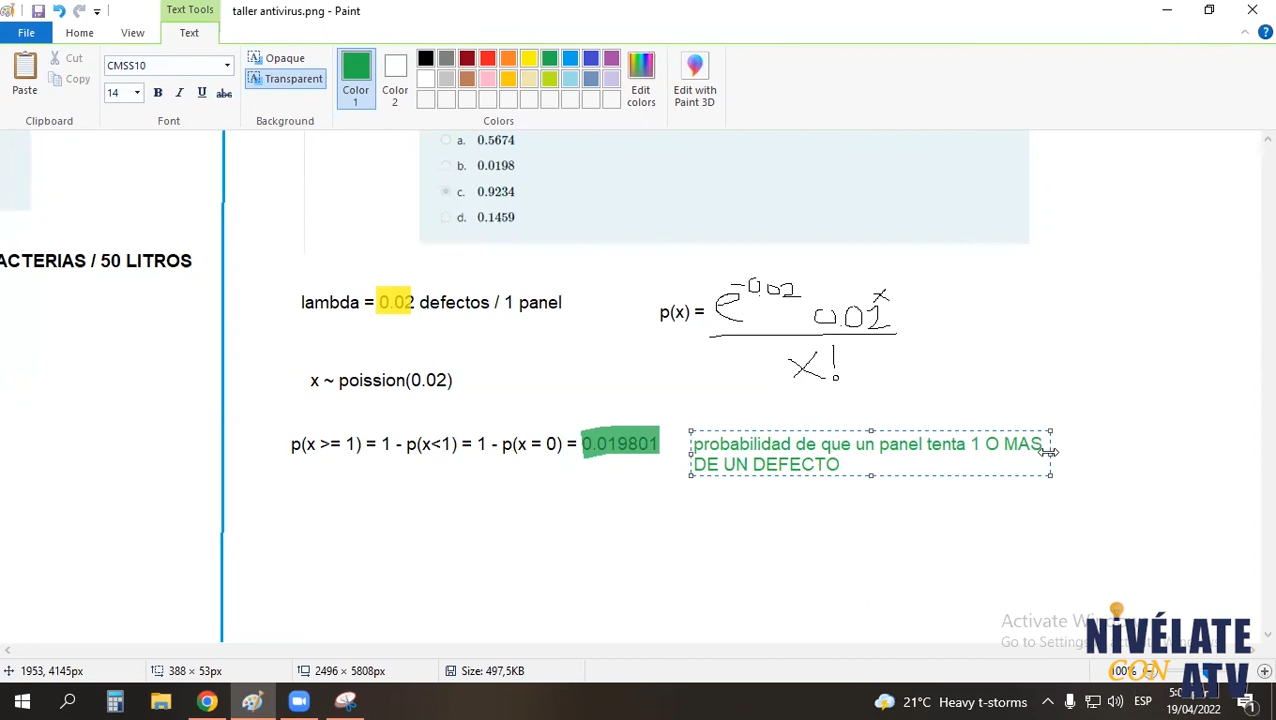 Text Tools
taller antivirus.png - Paint
File
Home
View
Text
Paste
Cut
Copy
Clipboard
CMSS10
14
B I U abc
Font
Opaque
Transparent
Background
Color 1
Color 2
Edit colors
Colors
Edit with Paint 3D
a. 0.5674
b. 0.0198
c. 0.9234
d. 0.1459
ACTERIAS / 50 LITROS
lambda = 0.02 defectos / 1 panel
p(x) = e^-0.02 0.02^x / x!
x ~ poission(0.02)
p(x >= 1) = 1 - p(x<1) = 1 - p(x = 0) = 0.019801
probabilidad de que un panel tenta 1 O MAS
DE UN DEFECTO
Activate
Go to Settings
NIVÉLATE
CON
ATV
1953, 4145px
388 × 53px
2496 × 5808px
Size: 497,5KB
100%
21°C Heavy t-storms
ESP
19/04/2022
1